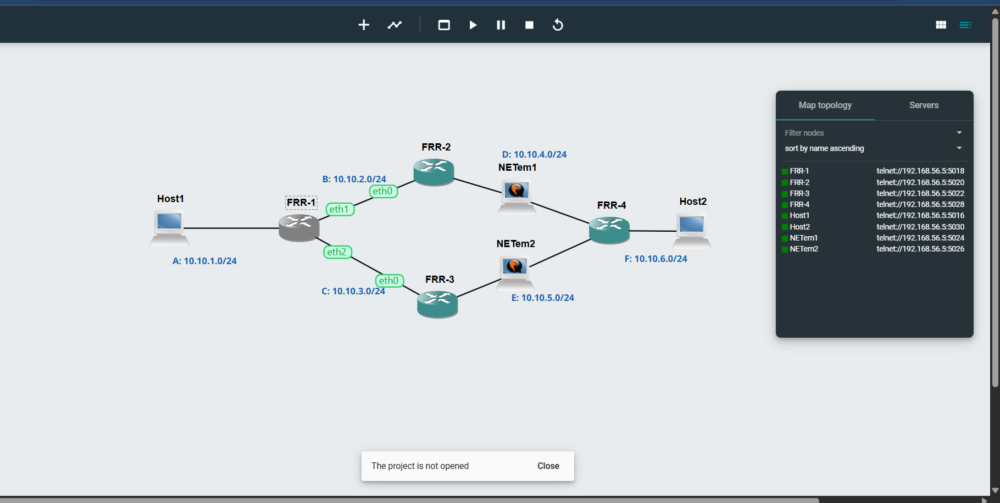 FRR-2
D: 10.10.4.0/24
NETem1
B: 10.10.2.0/24
eth0
Host1
FRR-1
eth1
FRR-4
Host2
eth2
NETem2
A: 10.10.1.0/24
F: 10.10.6.0/24
eth0
FRR-3
C: 10.10.3.0/24
E: 10.10.5.0/24
Map topology Servers
Filter nodes
sort by name ascending
FRR-1 telnet://192.168.56.5:5018
FRR-2 telnet://192.168.56.5:5020
FRR-3 telnet://192.168.56.5:5022
FRR-4 telnet://192.168.56.5:5028
Host1 telnet://192.168.56.5:5016
Host2 telnet://192.168.56.5:5030
NETem1 telnet://192.168.56.5:5024
NETem2 telnet://192.168.56.5:5026
The project is not opened Close